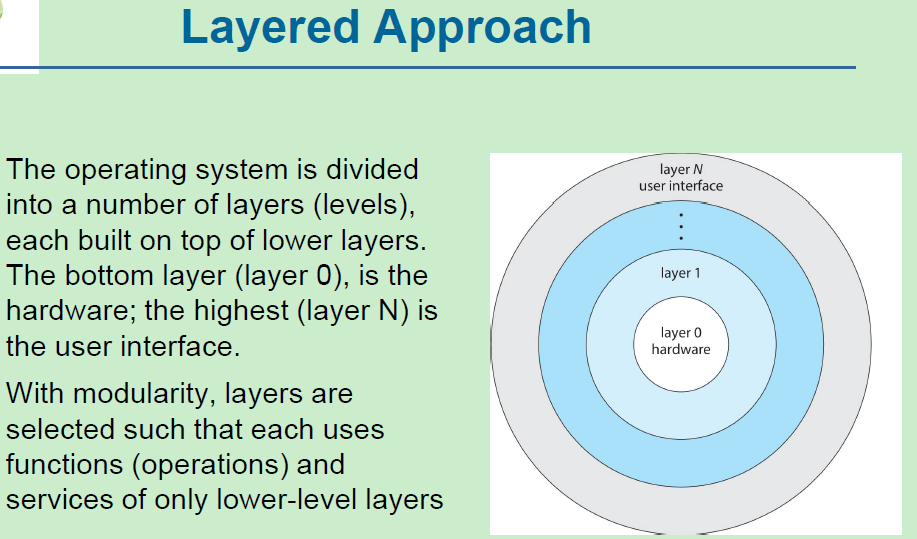 Layered Approach
The operating system is divided
into a number of layers (levels),
each built on top of lower layers.
The bottom layer (layer 0), is the
hardware; the highest (layer N) is
the user interface.
With modularity, layers are
selected such that each uses
functions (operations) and
services of only lower-level layers
layer N
user interface
layer 1
layer 0
hardware